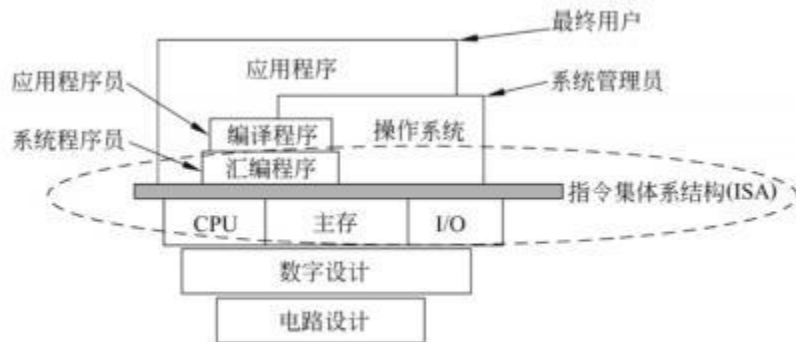 最终用户
应用程序
系统管理员
应用程序员
编译程序
操作系统
系统程序员
汇编程序
指令集体系结构(ISA)
CPU
主存
I/O
数字设计
电路设计